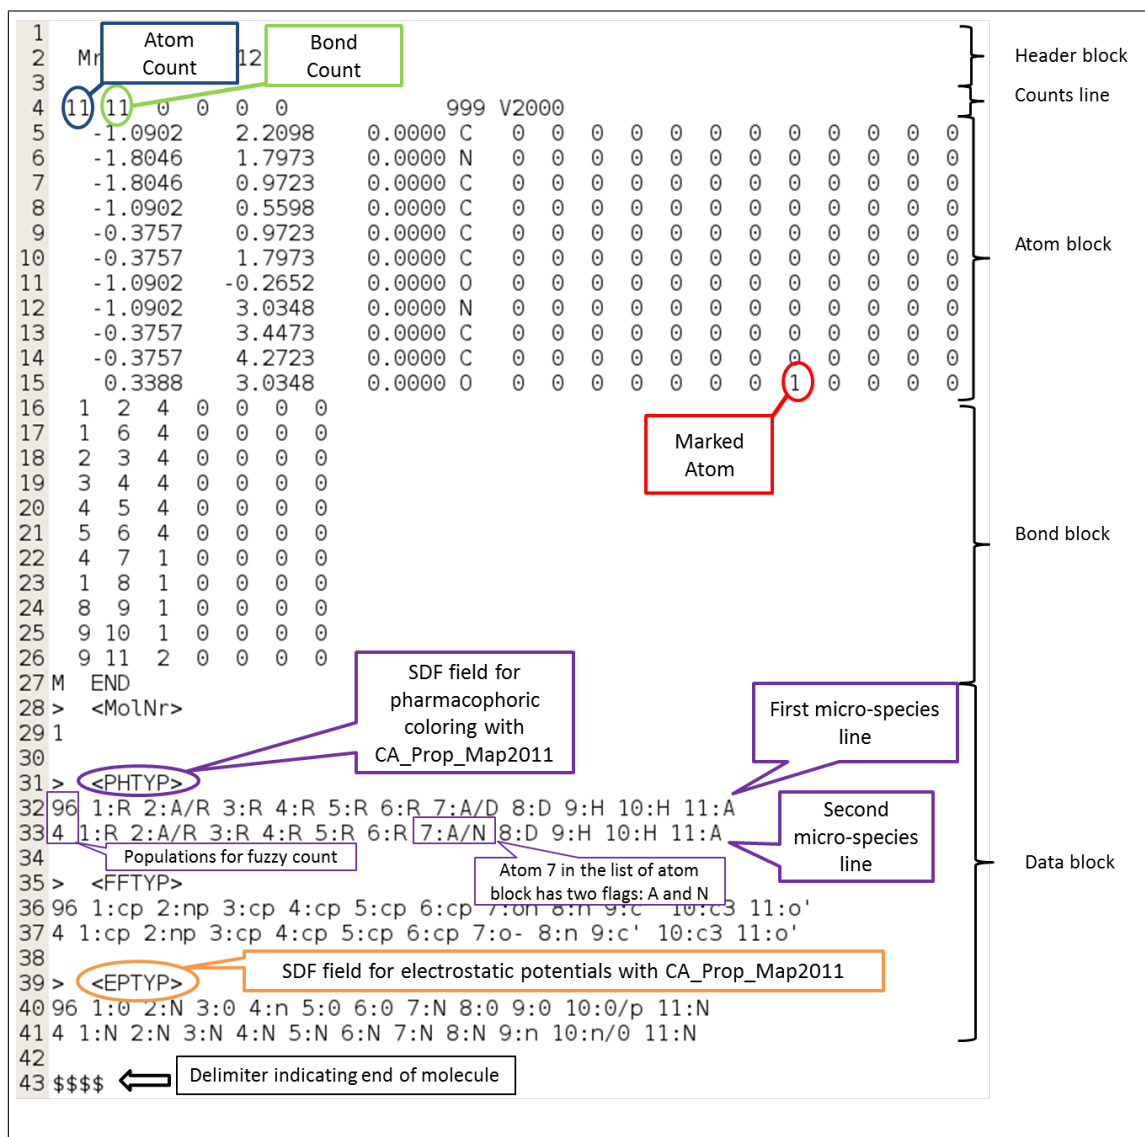 1
2 12
3
4 11 11 0 0 0 0 999 V2000
5 -1.0902 2.2098 0.0000 C 0 0 0 0 0 0 0 0 0 0 0 0
6 -1.8046 1.7973 0.0000 N 0 0 0 0 0 0 0 0 0 0 0 0
7 -1.8046 0.9723 0.0000 C 0 0 0 0 0 0 0 0 0 0 0 0
8 -1.0902 0.5598 0.0000 C 0 0 0 0 0 0 0 0 0 0 0 0
9 -0.3757 0.9723 0.0000 C 0 0 0 0 0 0 0 0 0 0 0 0
10 -0.3757 1.7973 0.0000 C 0 0 0 0 0 0 0 0 0 0 0 0
11 -1.0902 -0.2652 0.0000 O 0 0 0 0 0 0 0 0 0 0 0 0
12 -1.0902 3.0348 0.0000 N 0 0 0 0 0 0 0 0 0 0 0 0
13 -0.3757 3.4473 0.0000 C 0 0 0 0 0 0 0 0 0 0 0 0
14 -0.3757 4.2723 0.0000 C 0 0 0 0 0 0 0 0 0 0 0 0
15 0.3388 3.0348 0.0000 O 0 0 0 0 0 0 0 1 0 0 0 0
16 1 2 4 0 0 0 0
17 1 6 4 0 0 0 0
18 2 3 4 0 0 0 0
19 3 4 4 0 0 0 0
20 4 5 4 0 0 0 0
21 5 6 4 0 0 0 0
22 4 7 1 0 0 0 0
23 1 8 1 0 0 0 0
24 8 9 1 0 0 0 0
25 9 10 1 0 0 0 0
26 9 11 2 0 0 0 0
27 M END
28 > <MolNr>
29 1
30
31 > <PHTYP>
32 96 1:R 2:A/R 3:R 4:R 5:R 6:R 7:A/D 8:D 9:H 10:H 11:A
33 4 1:R 2:A/R 3:R 4:R 5:R 6:R 7:A/N 8:D 9:H 10:H 11:A
34
35 > <FFTYP>
36 96 1:cp 2:np 3:cp 4:cp 5:cp 6:cp 7:on 8:n 9:c' 10:c3 11:o'
37 4 1:cp 2:np 3:cp 4:cp 5:cp 6:cp 7:o- 8:n 9:c' 10:c3 11:o'
38
39 > <EPTYP>
40 96 1:0 2:N 3:0 4:n 5:0 6:0 7:N 8:0 9:0 10:0/p 11:N
41 4 1:N 2:N 3:N 4:N 5:N 6:N 7:N 8:N 9:n 10:n/0 11:N
42
43 $$$$
Atom
Count
Bond
Count
Header block
Counts line
Atom block
Marked
Atom
Bond block
SDF field for
pharmacophoric
coloring with
CA_Prop_Map2011
First micro-species
line
Second
micro-species
line
Populations for fuzzy count
Atom 7 in the list of atom
block has two flags: A and N
Data block
SDF field for electrostatic potentials with CA_Prop_Map2011
Delimiter indicating end of molecule